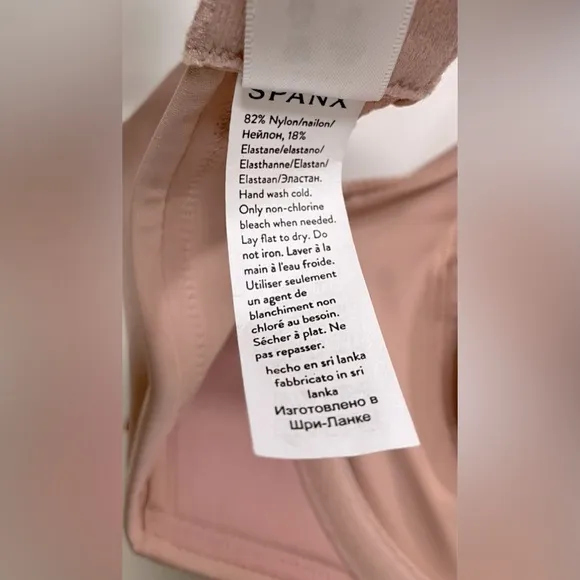 SPANX
82% Nylon/nailon/
Нейлон, 18%
Elastane/elastano/
Elasthanne/Elastan/
Elastaan/Эластан.
Hand wash cold.
Only non-chlorine
bleach when needed.
Lay flat to dry. Do
not iron. Laver à la
main à l'eau froide.
Utiliser seulement
un agent de
blanchiment non
chloré au besoin.
Sécher à plat. Ne
pas repasser.
hecho en sri lanka
fabbricato in sri
lanka
Изготовлено в
Шри-Ланке